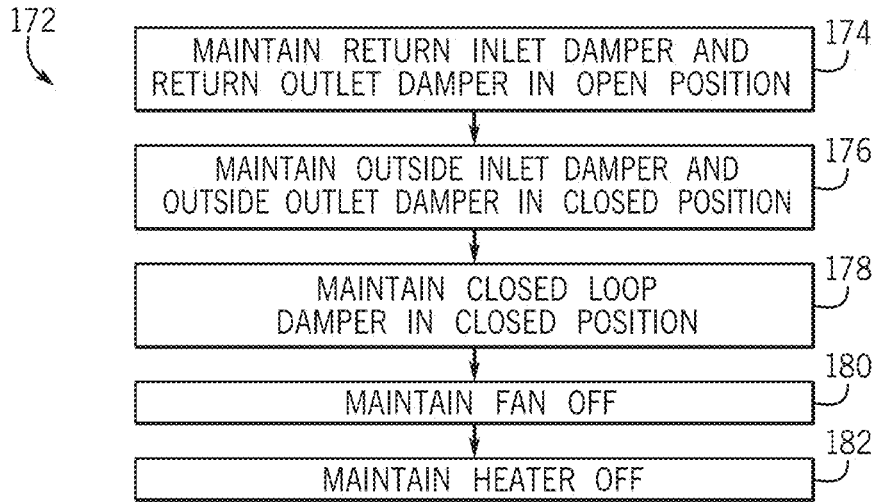 172
MAINTAIN RETURN INLET DAMPER AND
RETURN OUTLET DAMPER IN OPEN POSITION
174
MAINTAIN OUTSIDE INLET DAMPER AND
OUTSIDE OUTLET DAMPER IN CLOSED POSITION
176
MAINTAIN CLOSED LOOP
DAMPER IN CLOSED POSITION
178
MAINTAIN FAN OFF
180
MAINTAIN HEATER OFF
182